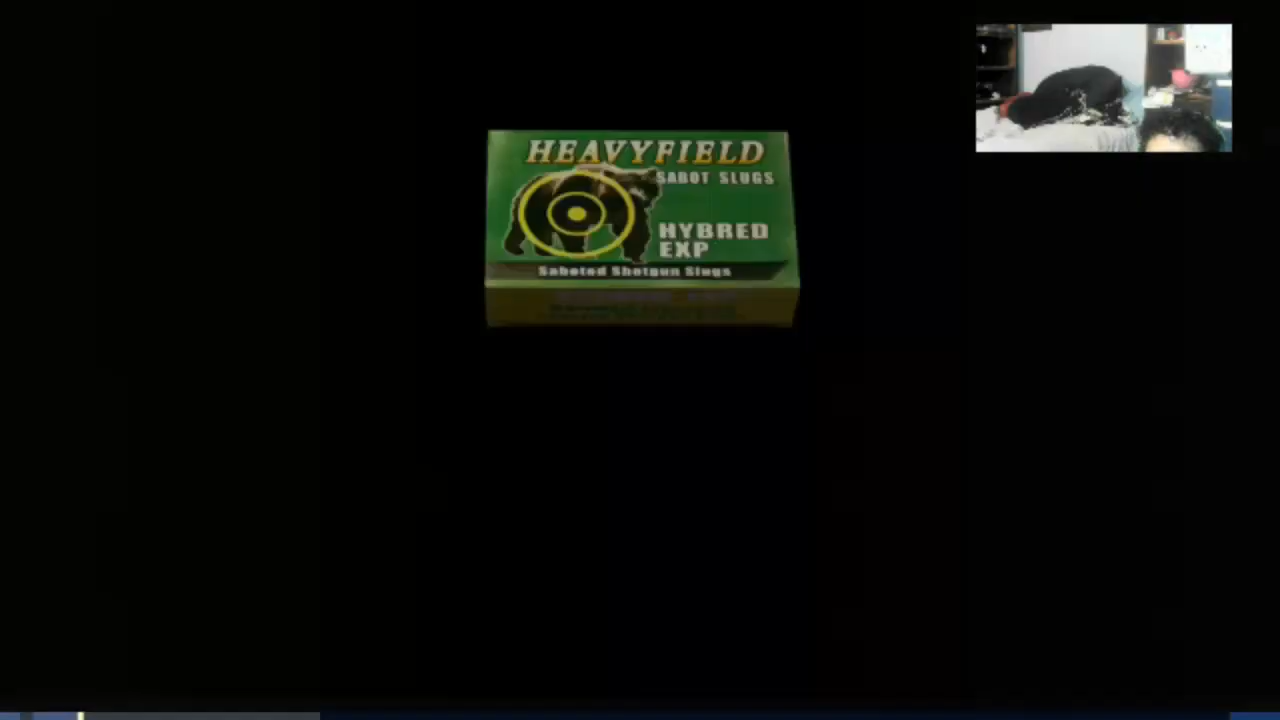 HEAVYFIELD
SABOT SLUGS
HYBRED
EXP
Saboted Shotgun Slugs